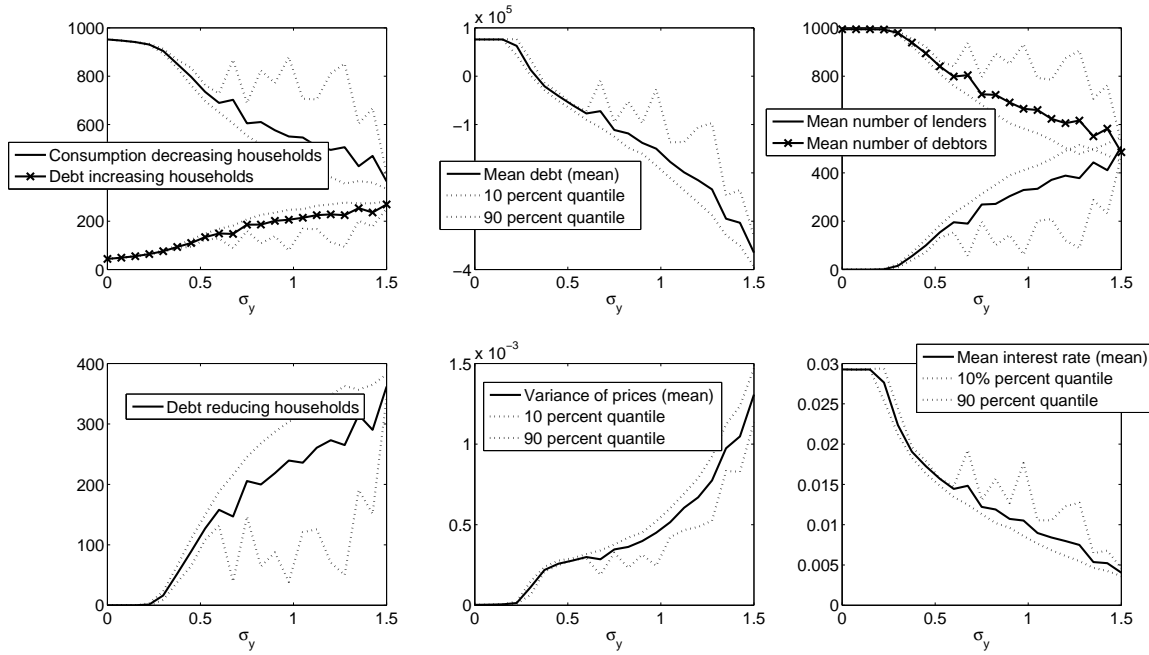 1000
800
600
400
200
0
0
0.5
1
1.5
σy
Consumption decreasing households
Debt increasing households
x 10^5
1
−1
−4
0
0.5
1
1.5
σy
Mean debt (mean)
10 percent quantile
90 percent quantile
1000
800
600
400
200
0
0
0.5
1
1.5
σy
Mean number of lenders
Mean number of debtors
400
300
200
100
0
0
0.5
1
1.5
σy
Debt reducing households
x 10^−3
1.5
1
0.5
0
0
0.5
1
1.5
σy
Variance of prices (mean)
10 percent quantile
90 percent quantile
0.03
0.025
0.02
0.015
0.01
0.005
0
0
0.5
1
1.5
σy
Mean interest rate (mean)
10% percent quantile
90 percent quantile